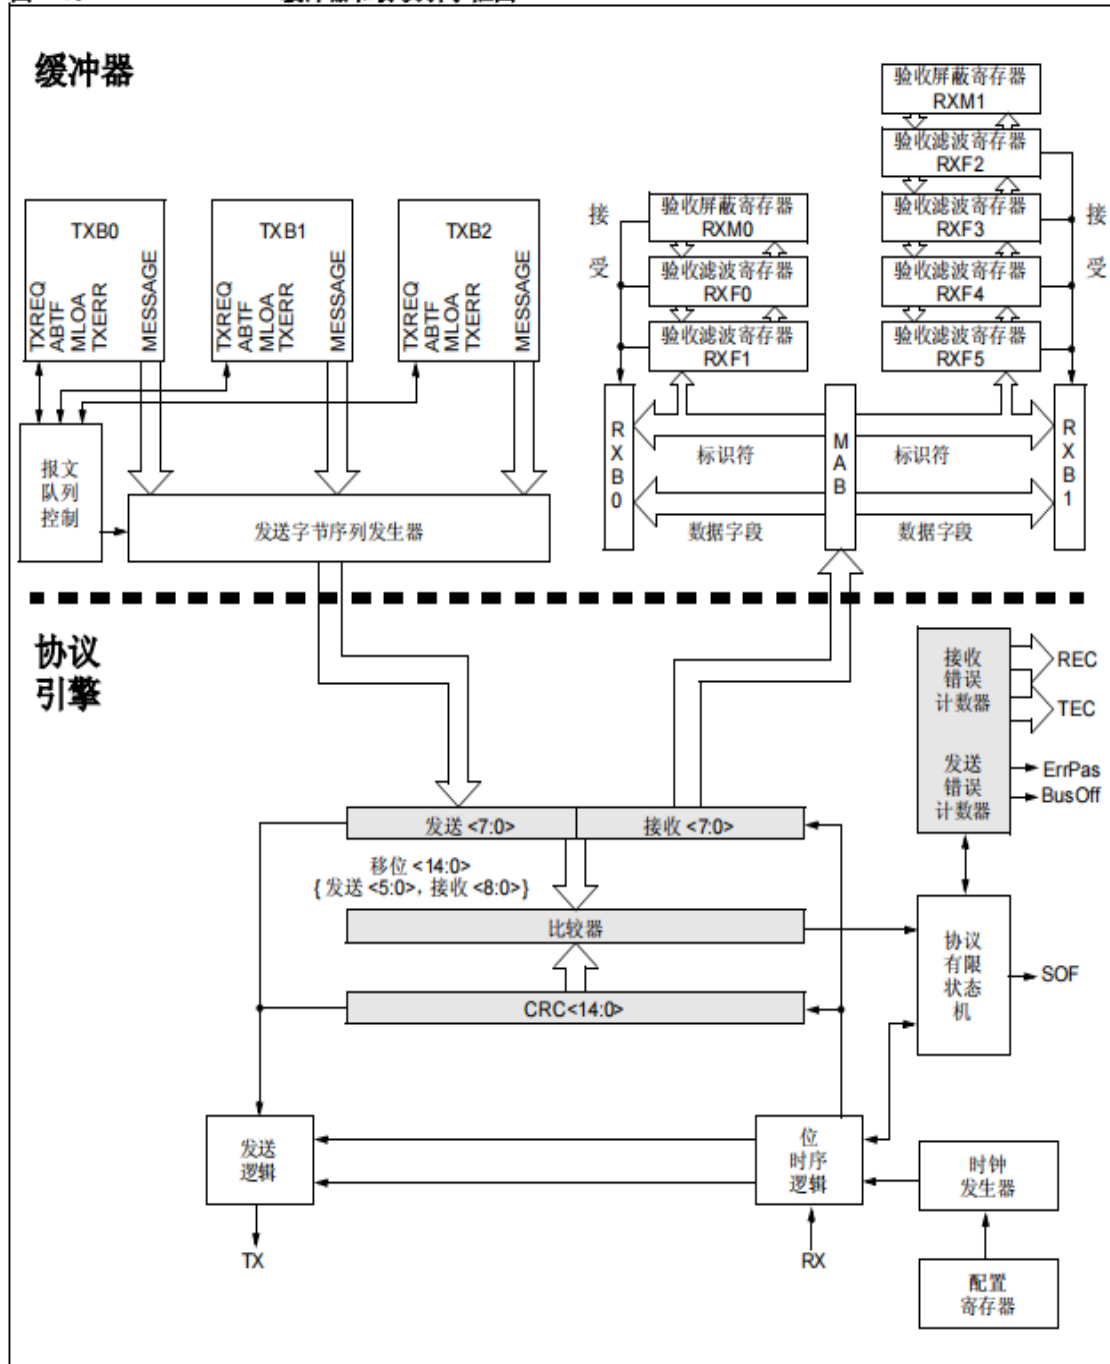 缓冲器
验收屏蔽寄存器
RXM1
验收滤波寄存器
RXF2
验收滤波寄存器
RXF3
验收滤波寄存器
RXF4
验收滤波寄存器
RXF5
接
受
验收屏蔽寄存器
RXM0
验收滤波寄存器
RXF0
验收滤波寄存器
RXF1
接
受
TXB0
TXREQ
ABTF
MLOA
TXERR
MESSAGE
TXB1
TXREQ
ABTF
MLOA
TXERR
MESSAGE
TXB2
TXREQ
ABTF
MLOA
TXERR
MESSAGE
报文
队列
控制
发送字节序列发生器
RXB0
标识符
数据字段
MAB
标识符
数据字段
RXB1
协议
引擎
接收
错误
计数器
发送
错误
计数器
REC
TEC
ErrPas
BusOff
发送 <7:0>
接收 <7:0>
移位 <14:0>
{ 发送 <5:0>, 接收 <8:0> }
比较器
CRC<14:0>
协议
有限
状态
机
SOF
发送
逻辑
TX
位
时序
逻辑
RX
时钟
发生器
配置
寄存器